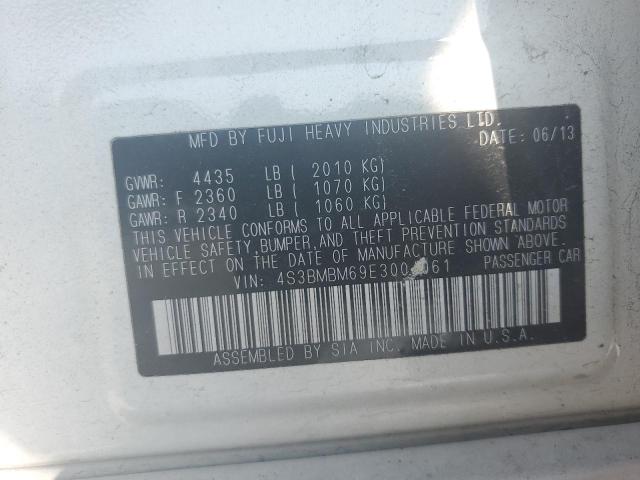 MFD BY FUJI HEAVY INDUSTRIES LTD.
DATE: 06/13
GVWR: 4435 LB ( 2010 KG)
GAWR: F 2360 LB ( 1070 KG)
GAWR: R 2340 LB ( 1060 KG)
THIS VEHICLE CONFORMS TO ALL APPLICABLE FEDERAL MOTOR
VEHICLE SAFETY, BUMPER, AND THEFT PREVENTION STANDARDS
IN EFFECT ON THE DATE OF MANUFACTURE SHOWN ABOVE.
VIN: PASSENGER CAR
ASSEMBLED BY SIA INC. MADE IN U.S.A.